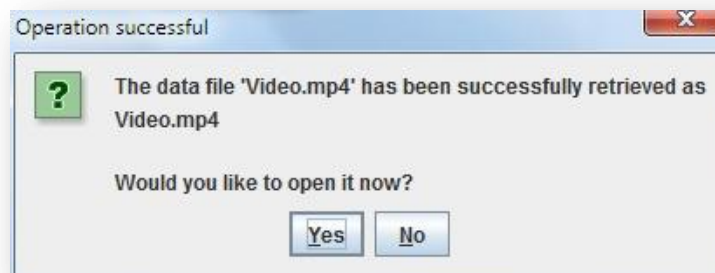 Operation successful
The data file 'Video.mp4' has been successfully retrieved as
Video.mp4
Would you like to open it now?
Yes No